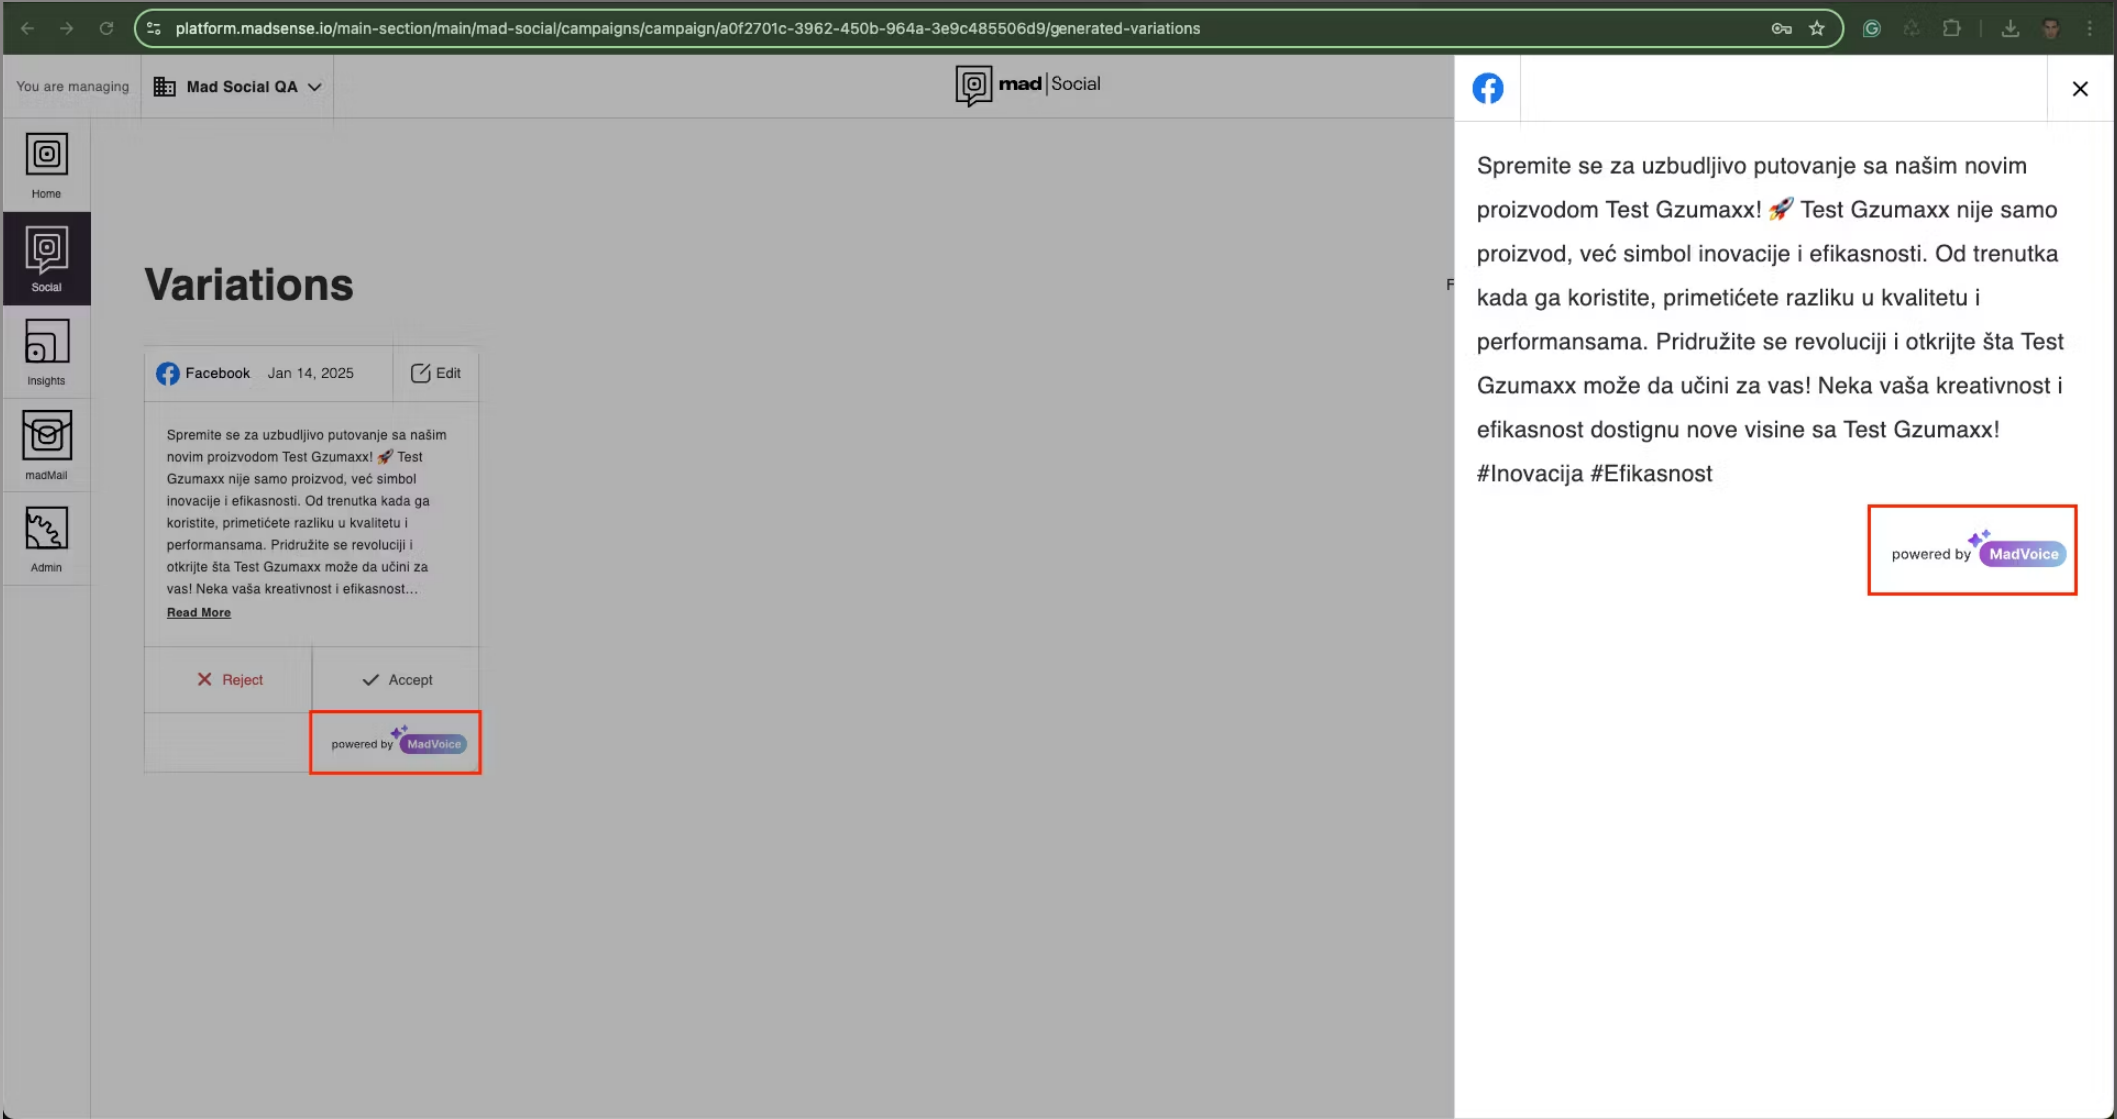 platform.madsense.io/main-section/main/mad-social/campaigns/campaign/a0f2701c-3962-450b-964a-3e9c485506d9/generated-variations
You are managing
Mad Social QA
mad|Social
Home
Social
Insights
madMail
Admin
Variations
F
Facebook Jan 14, 2025
Edit
Spremite se za uzbudljivo putovanje sa našim
novim proizvodom Test Gzumaxx! 🚀 Test
Gzumaxx nije samo proizvod, već simbol
inovacije i efikasnosti. Od trenutka kada ga
koristite, primetićete razliku u kvalitetu i
performansama. Pridružite se revoluciji i
otkrijte šta Test Gzumaxx može da učini za
vas! Neka vaša kreativnost i efikasnost...
Read More
Reject
Accept
powered by MadVoice
Spremite se za uzbudljivo putovanje sa našim novim
proizvodom Test Gzumaxx! 🚀 Test Gzumaxx nije samo
proizvod, već simbol inovacije i efikasnosti. Od trenutka
kada ga koristite, primetićete razliku u kvalitetu i
performansama. Pridružite se revoluciji i otkrijte šta Test
Gzumaxx može da učini za vas! Neka vaša kreativnost i
efikasnost dostignu nove visine sa Test Gzumaxx!
#Inovacija #Efikasnost
powered by MadVoice